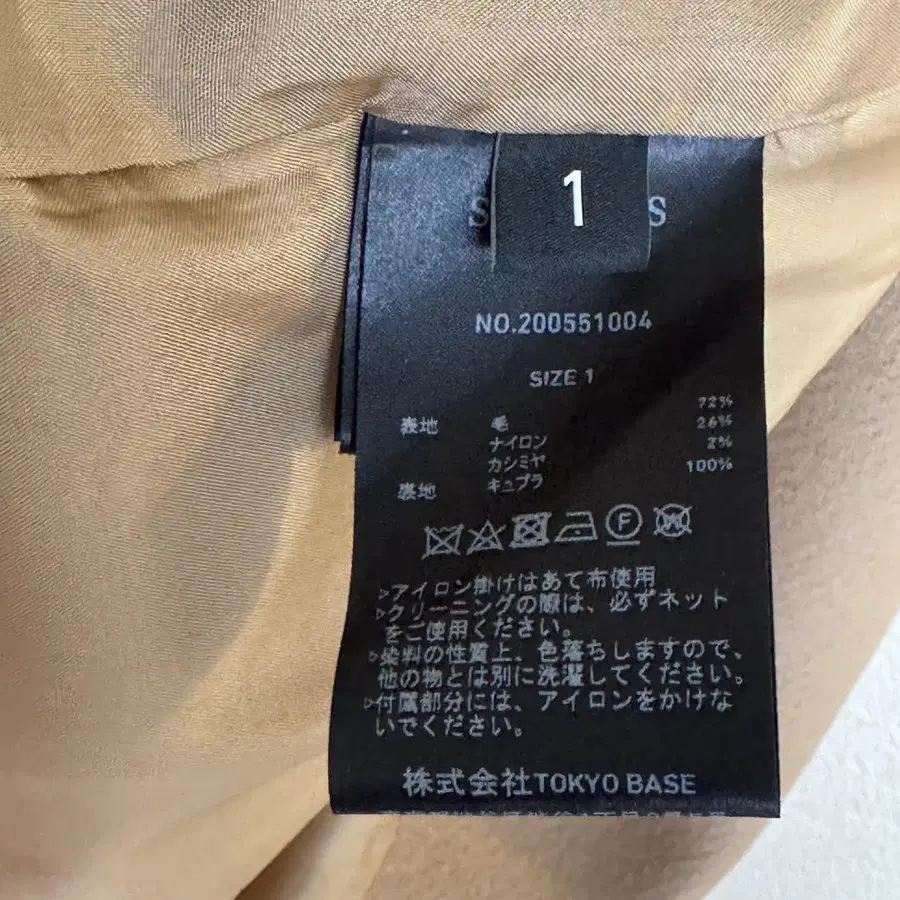 1
S S
NO.200551004
SIZE 1
表地 毛 72%
ナイロン 26%
カシミヤ 2%
裏地 キュプラ 100%
F W
▷アイロン掛けはあて布使用
▷クリーニングの際は、必ずネット
をご使用ください。
▷染料の性質上、色落ちしますので、
他の物とは別に洗濯してください。
▷付属部分には、アイロンをかけな
いでください。
株式会社TOKYO BASE